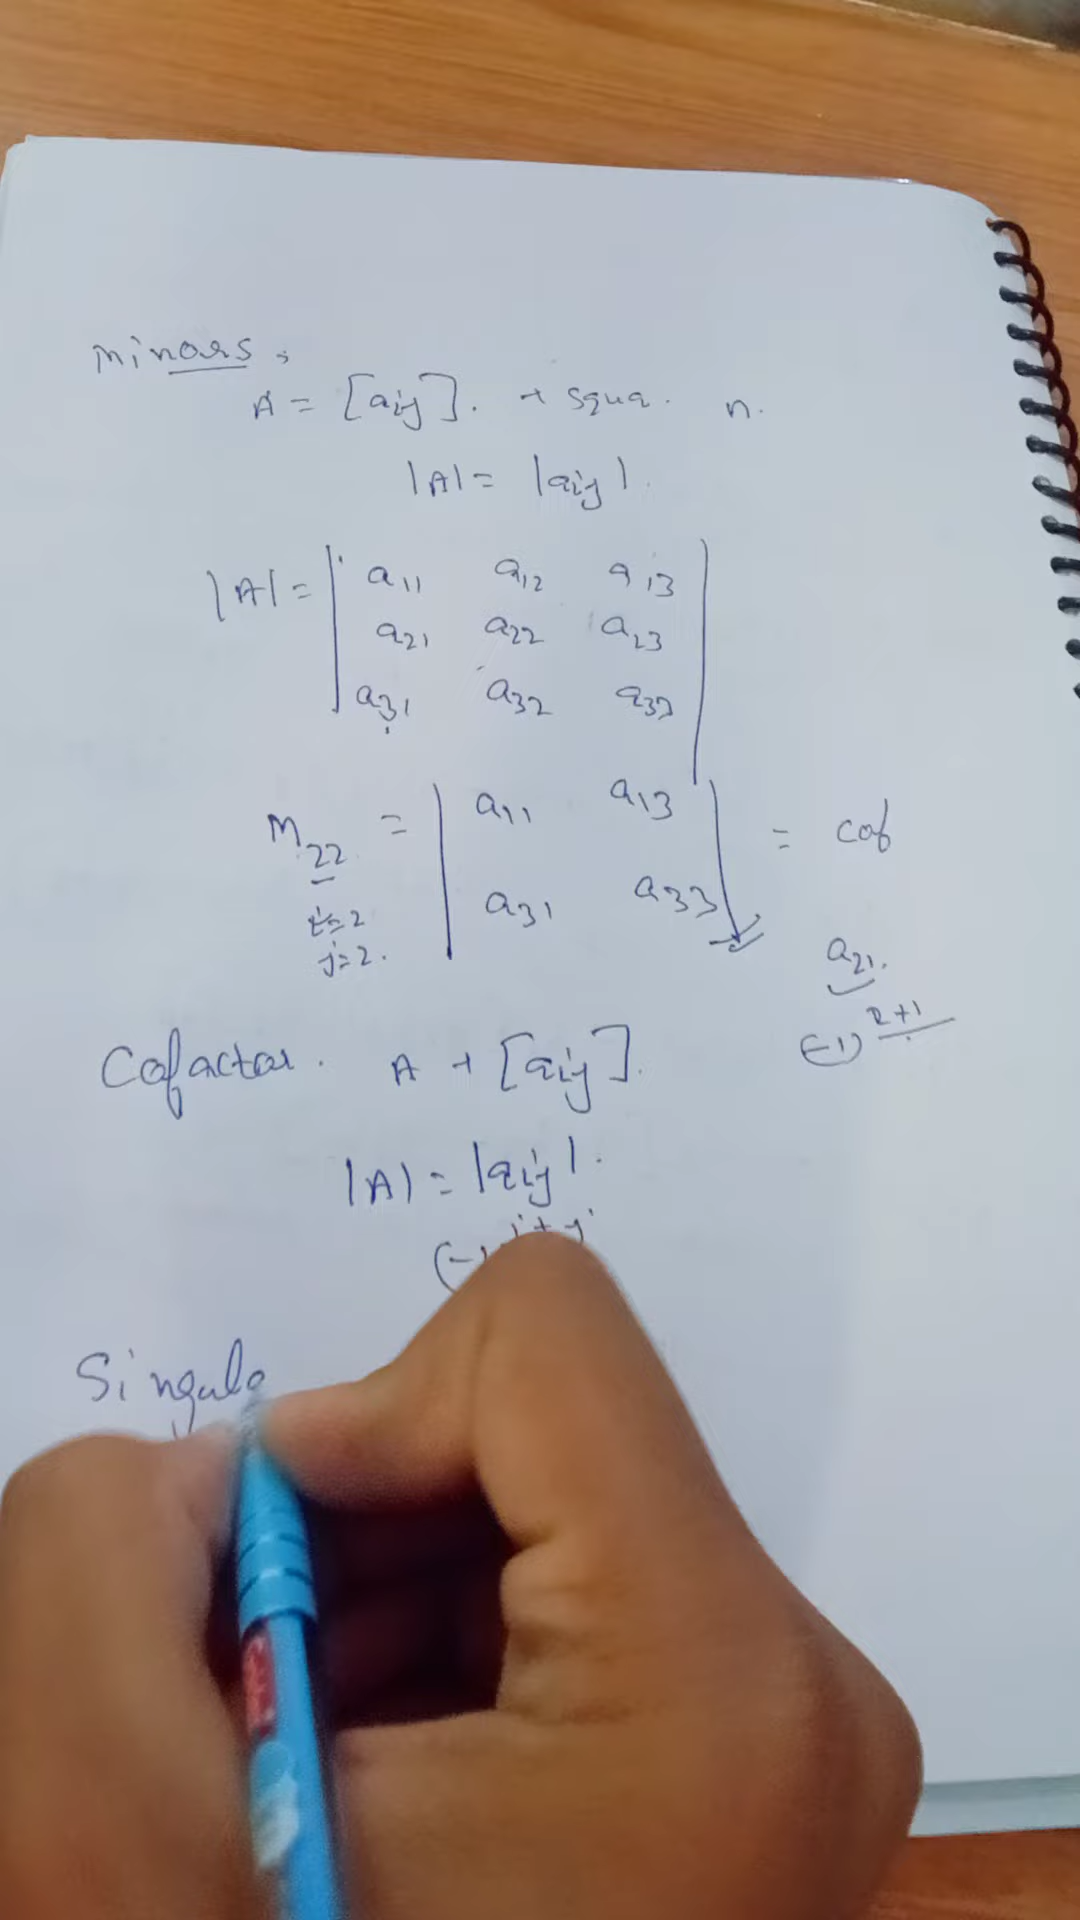 Minors,
A = [aij]. → squa. n.
|A| = |aij|.
|A| = | a11 a12 a13 |
a21 a22 a23
a31 a32 a33
M22 = | a11 a13 | = cof
a31 a33
i=2
j=2.
a21.
(-1)^2+1
Cofactor. A → [aij].
|A| = |aij|.
(-1)^i+j
Singula